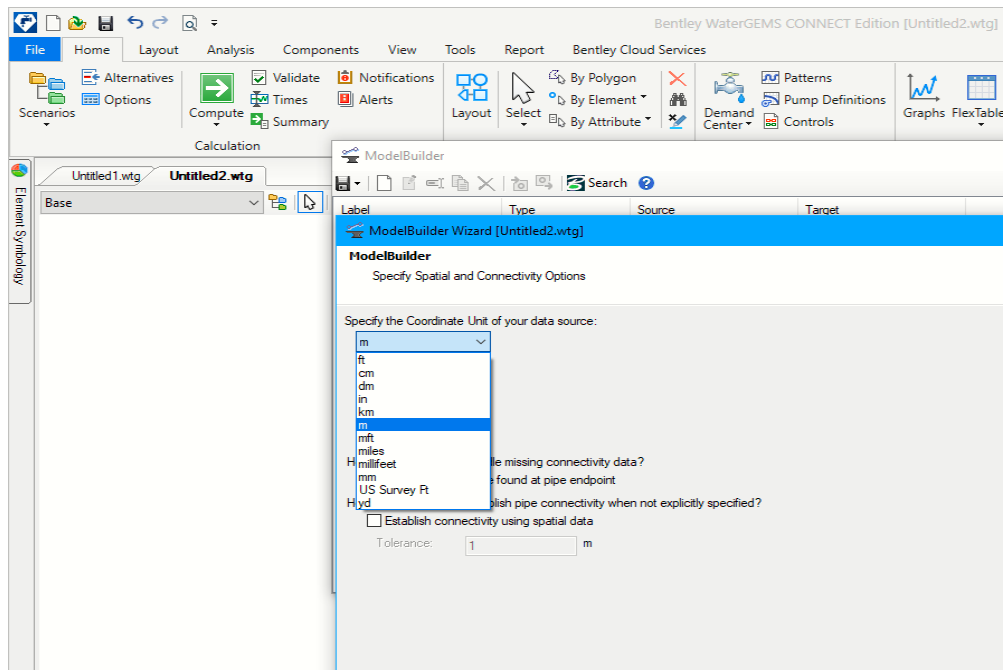 Bentley WaterGEMS CONNECT Edition [Untitled2.wtg]
File Home Layout Analysis Components View Tools Report Bentley Cloud Services
Scenarios
Alternatives
Options
Compute
Validate
Times
Summary
Notifications
Alerts
Calculation
Layout
Select
By Polygon
By Element
By Attribute
Demand
Center
Patterns
Pump Definitions
Controls
Graphs
FlexTable
Element Symbology
Untitled1.wtg Untitled2.wtg
Base
ModelBuilder
Search
Label Type Source Target
ModelBuilder Wizard [Untitled2.wtg]
ModelBuilder
Specify Spatial and Connectivity Options
Specify the Coordinate Unit of your data source:
m
ft
cm
dm
in
km
m
mft
miles
millifeet
mm
US Survey Ft
yd
missing connectivity data?
found at pipe endpoint
pipe connectivity when not explicitly specified?
Establish connectivity using spatial data
Tolerance: 1 m